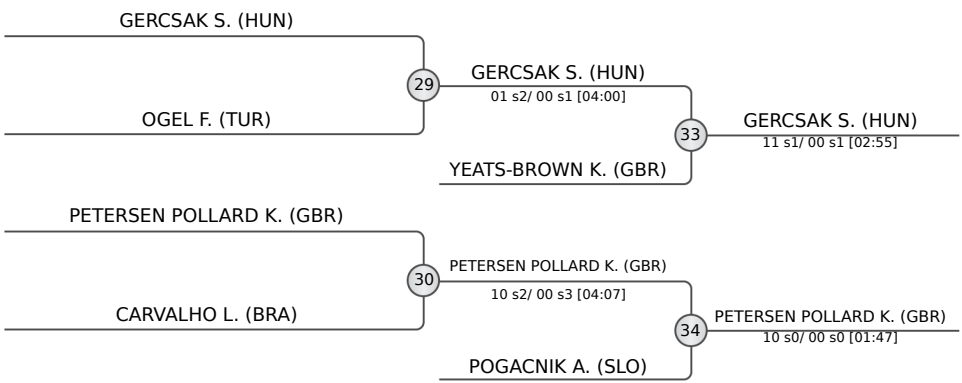 GERCSAK S. (HUN)
29
GERCSAK S. (HUN)
01 s2/ 00 s1 [04:00]
OGEL F. (TUR)
33
GERCSAK S. (HUN)
11 s1/ 00 s1 [02:55]
YEATS-BROWN K. (GBR)
PETERSEN POLLARD K. (GBR)
30
PETERSEN POLLARD K. (GBR)
10 s2/ 00 s3 [04:07]
CARVALHO L. (BRA)
34
PETERSEN POLLARD K. (GBR)
10 s0/ 00 s0 [01:47]
POGACNIK A. (SLO)